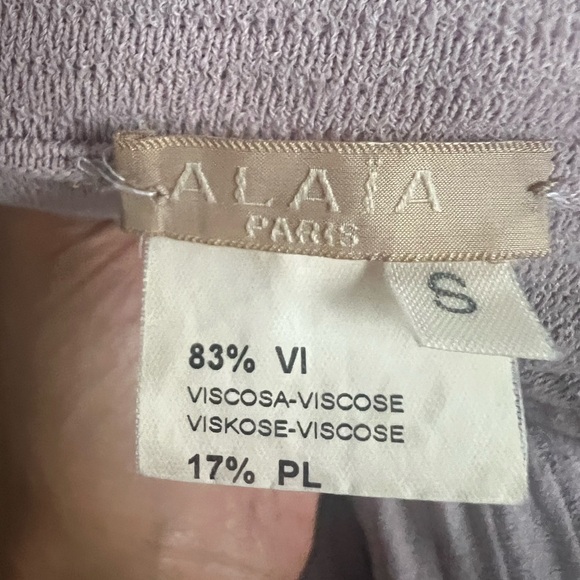 ALAÏA
PARIS
S
83% VI
VISCOSA-VISCOSE
VISKOSE-VISCOSE
17% PL